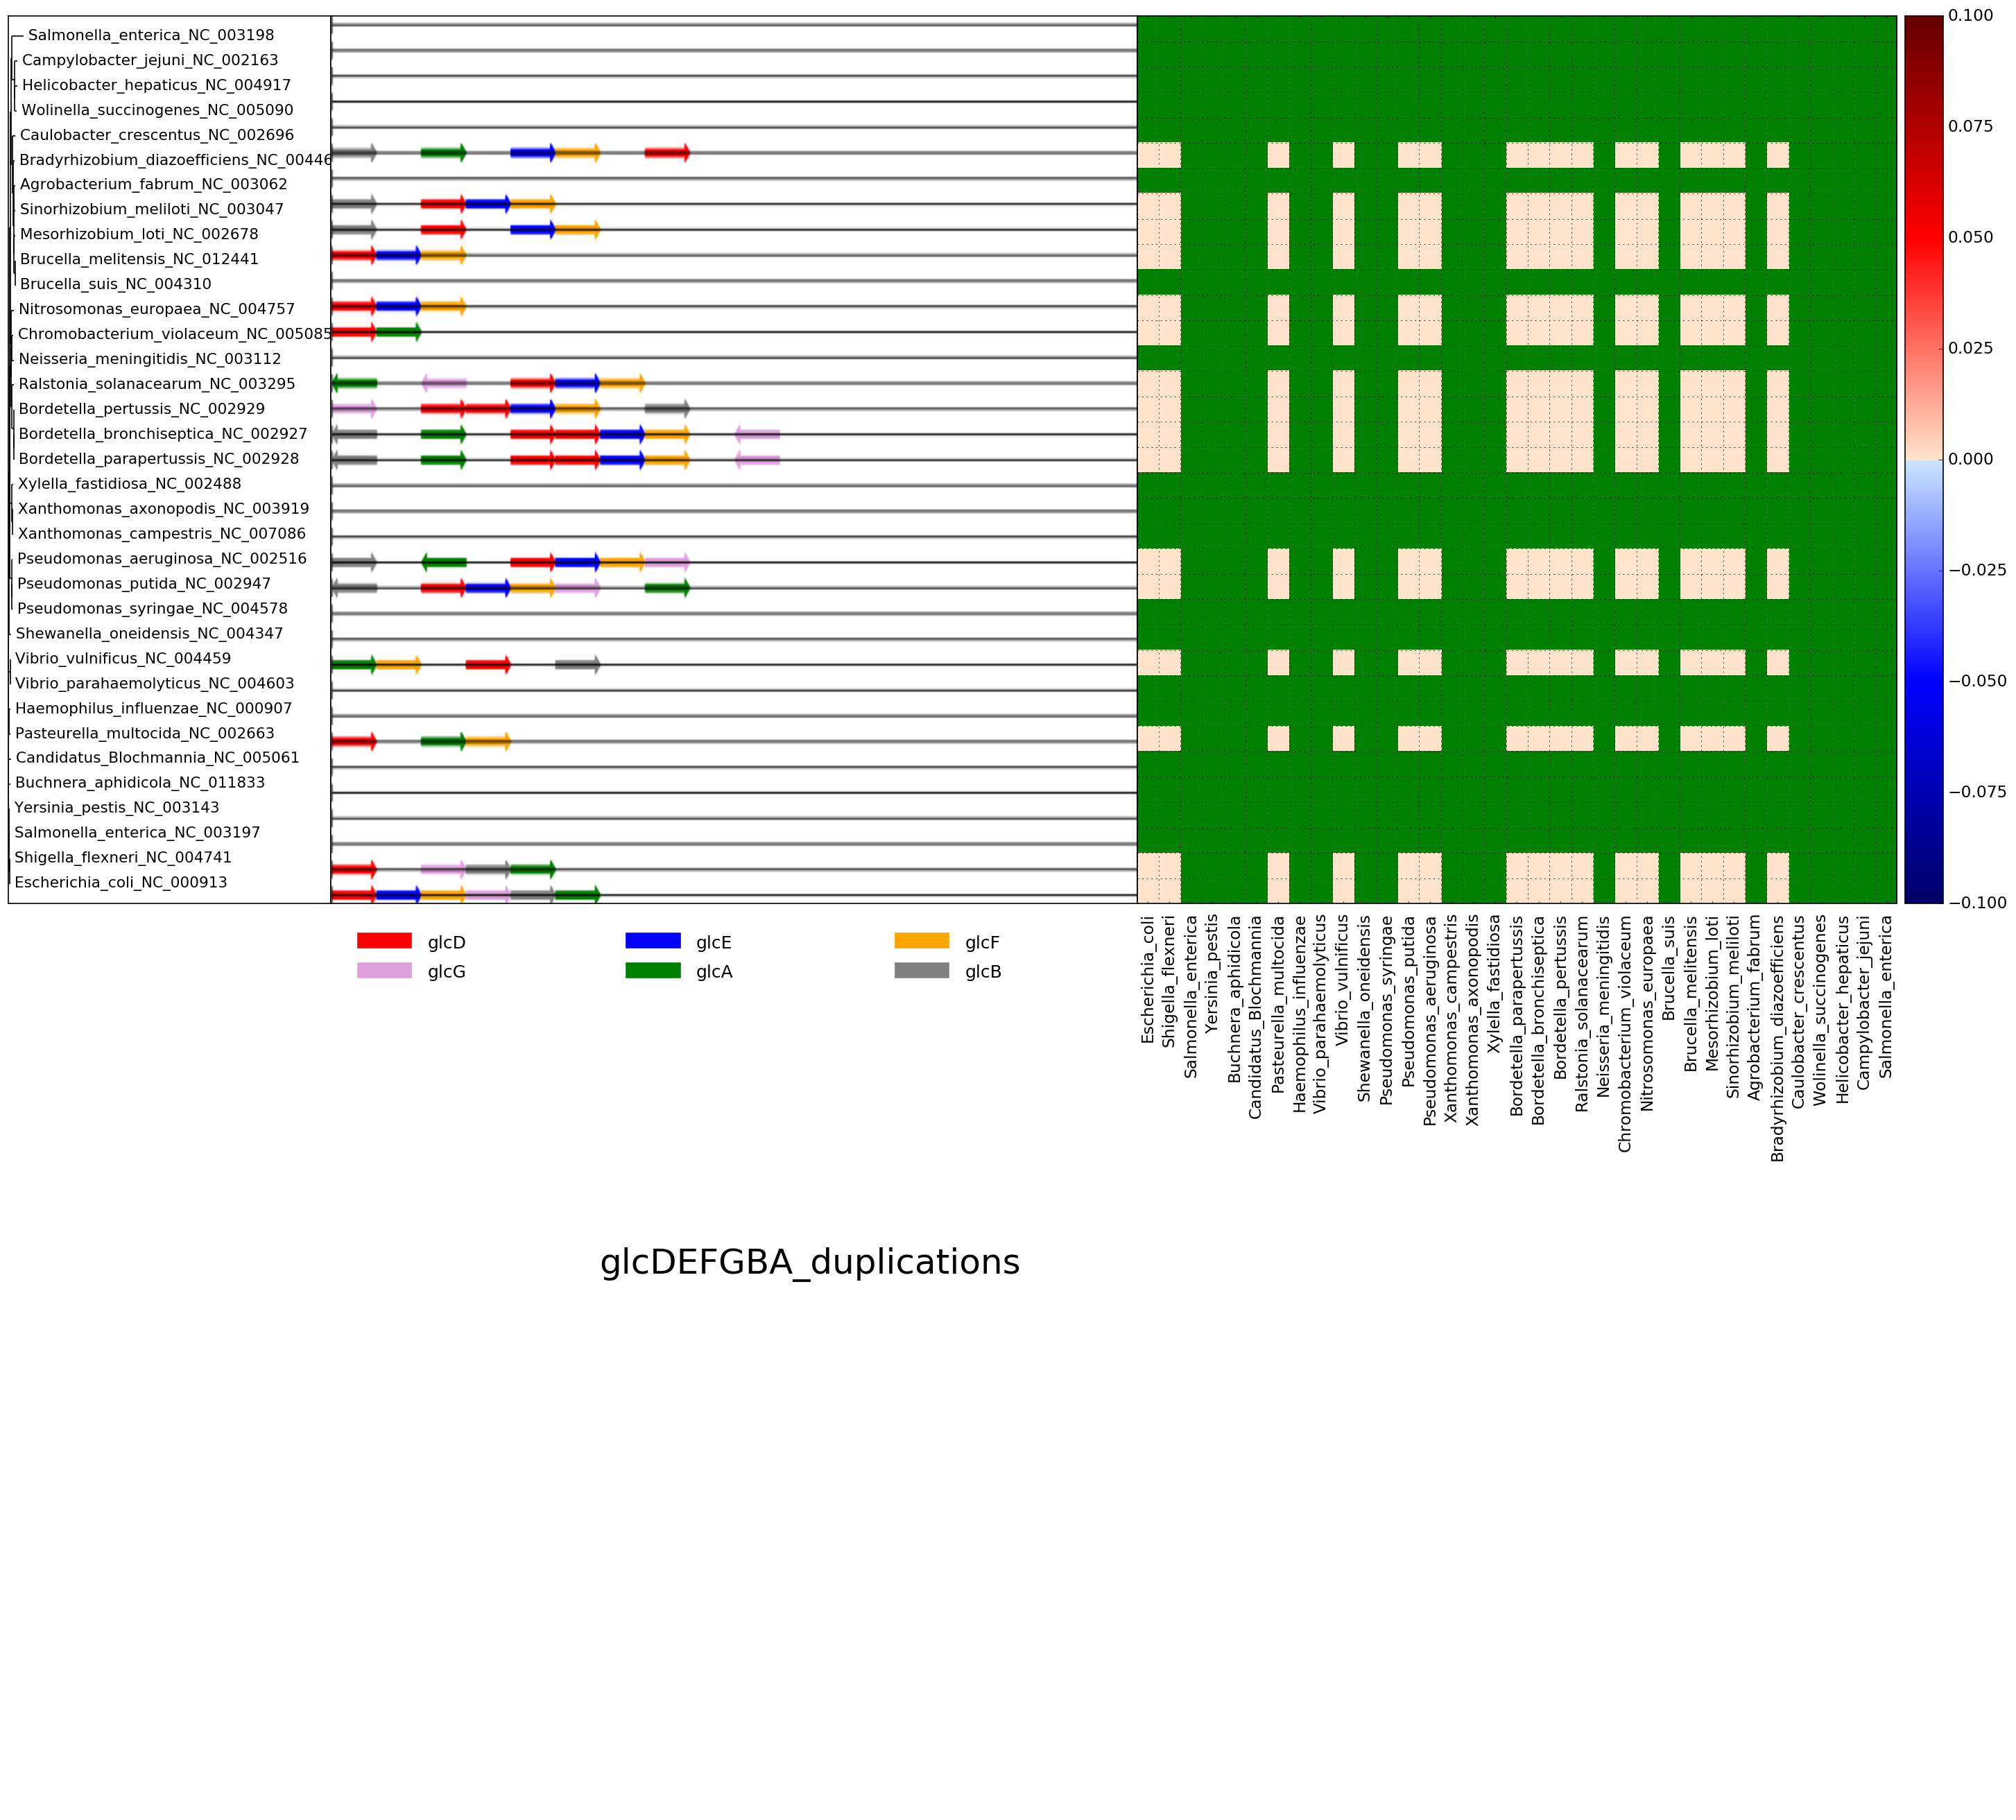 Salmonella_enterica_NC_003198
Campylobacter_jejuni_NC_002163
Helicobacter_hepaticus_NC_004917
Wolinella_succinogenes_NC_005090
Caulobacter_crescentus_NC_002696
Bradyrhizobium_diazoefficiens_NC_00446
Agrobacterium_fabrum_NC_003062
Sinorhizobium_meliloti_NC_003047
Mesorhizobium_loti_NC_002678
Brucella_melitensis_NC_012441
Brucella_suis_NC_004310
Nitrosomonas_europaea_NC_004757
Chromobacterium_violaceum_NC_005085
Neisseria_meningitidis_NC_003112
Ralstonia_solanacearum_NC_003295
Bordetella_pertussis_NC_002929
Bordetella_bronchiseptica_NC_002927
Bordetella_parapertussis_NC_002928
Xylella_fastidiosa_NC_002488
Xanthomonas_axonopodis_NC_003919
Xanthomonas_campestris_NC_007086
Pseudomonas_aeruginosa_NC_002516
Pseudomonas_putida_NC_002947
Pseudomonas_syringae_NC_004578
Shewanella_oneidensis_NC_004347
Vibrio_vulnificus_NC_004459
Vibrio_parahaemolyticus_NC_004603
Haemophilus_influenzae_NC_000907
Pasteurella_multocida_NC_002663
Candidatus_Blochmannia_NC_005061
Buchnera_aphidicola_NC_011833
Yersinia_pestis_NC_003143
Salmonella_enterica_NC_003197
Shigella_flexneri_NC_004741
Escherichia_coli_NC_000913
0.100
0.075
0.050
0.025
0.000
−0.025
−0.050
−0.075
−0.100
Escherichia_coli
Shigella_flexneri
Salmonella_enterica
Yersinia_pestis
Buchnera_aphidicola
Candidatus_Blochmannia
Pasteurella_multocida
Haemophilus_influenzae
Vibrio_parahaemolyticus
Vibrio_vulnificus
Shewanella_oneidensis
Pseudomonas_syringae
Pseudomonas_putida
Pseudomonas_aeruginosa
Xanthomonas_campestris
Xanthomonas_axonopodis
Xylella_fastidiosa
Bordetella_parapertussis
Bordetella_bronchiseptica
Bordetella_pertussis
Ralstonia_solanacearum
Neisseria_meningitidis
Chromobacterium_violaceum
Nitrosomonas_europaea
Brucella_suis
Brucella_melitensis
Mesorhizobium_loti
Sinorhizobium_meliloti
Agrobacterium_fabrum
Bradyrhizobium_diazoefficiens
Caulobacter_crescentus
Wolinella_succinogenes
Helicobacter_hepaticus
Campylobacter_jejuni
Salmonella_enterica
glcD glcE glcF
glcG glcA glcB
glcDEFGBA_duplications